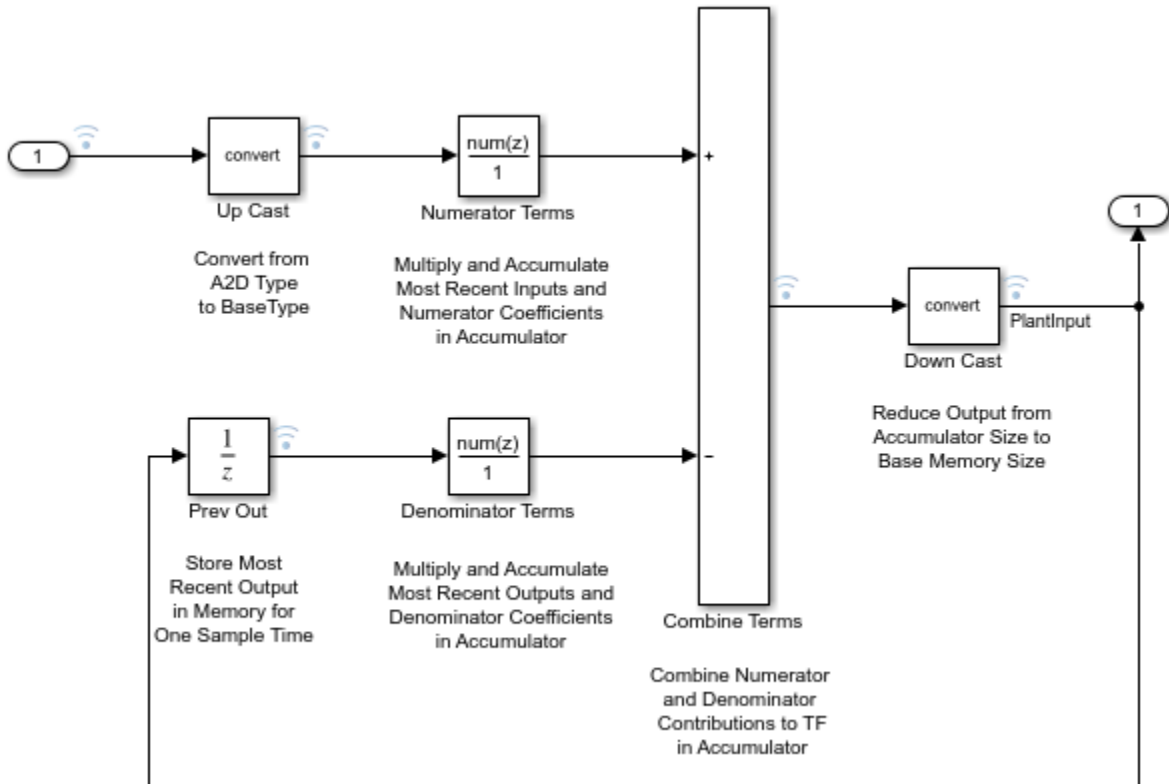 1
convert
Up Cast
Convert from
A2D Type
to BaseType
num(z)
1
Numerator Terms
Multiply and Accumulate
Most Recent Inputs and
Numerator Coefficients
in Accumulator
+
1
convert
PlantInput
Down Cast
Reduce Output from
Accumulator Size to
Base Memory Size
1
z
Prev Out
Store Most
Recent Output
in Memory for
One Sample Time
num(z)
1
Denominator Terms
Multiply and Accumulate
Most Recent Outputs and
Denominator Coefficients
in Accumulator
−
Combine Terms
Combine Numerator
and Denominator
Contributions to TF
in Accumulator